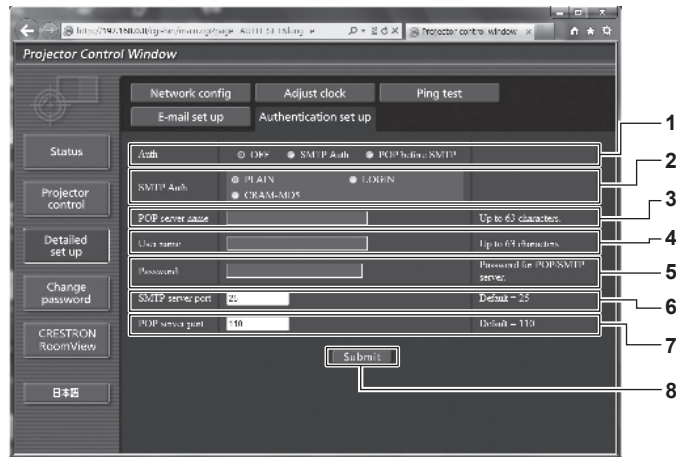 Projector control window
Projector Control Window
Network config
Adjust clock
Ping test
E-mail set up
Authentication set up
Status
Projector control
Detailed set up
Change password
CRESTRON RoomView
日本語
Auth
OFF
SMTP Auth
POP before SMTP
SMTP Auth
PLAIN
LOGIN
CRAM-MD5
POP server name
Up to 63 characters.
User name
Up to 63 characters.
Password
Password for POP/SMTP server.
SMTP server port
25
Default = 25
POP server port
110
Default = 110
Submit
1
2
3
4
5
6
7
8